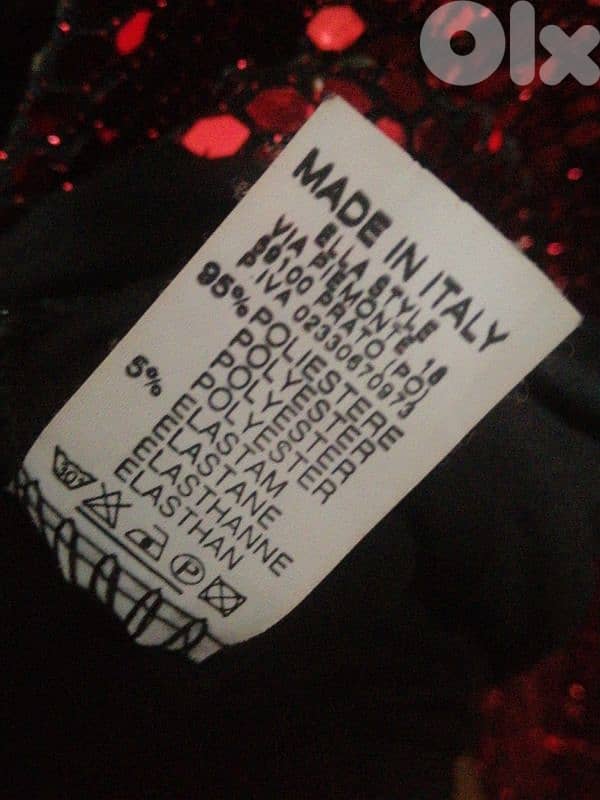 Olx
MADE IN ITALY
ELLA STYLE
VIA PIEMONTE 18
59100 PRATO (PO)
P.IVA 02330670973
95% POLIESTERE
POLYESTER
POLYESTER
POLYESTER
5% ELASTAM
ELASTANE
ELASTHANNE
ELASTHAN
30°
P